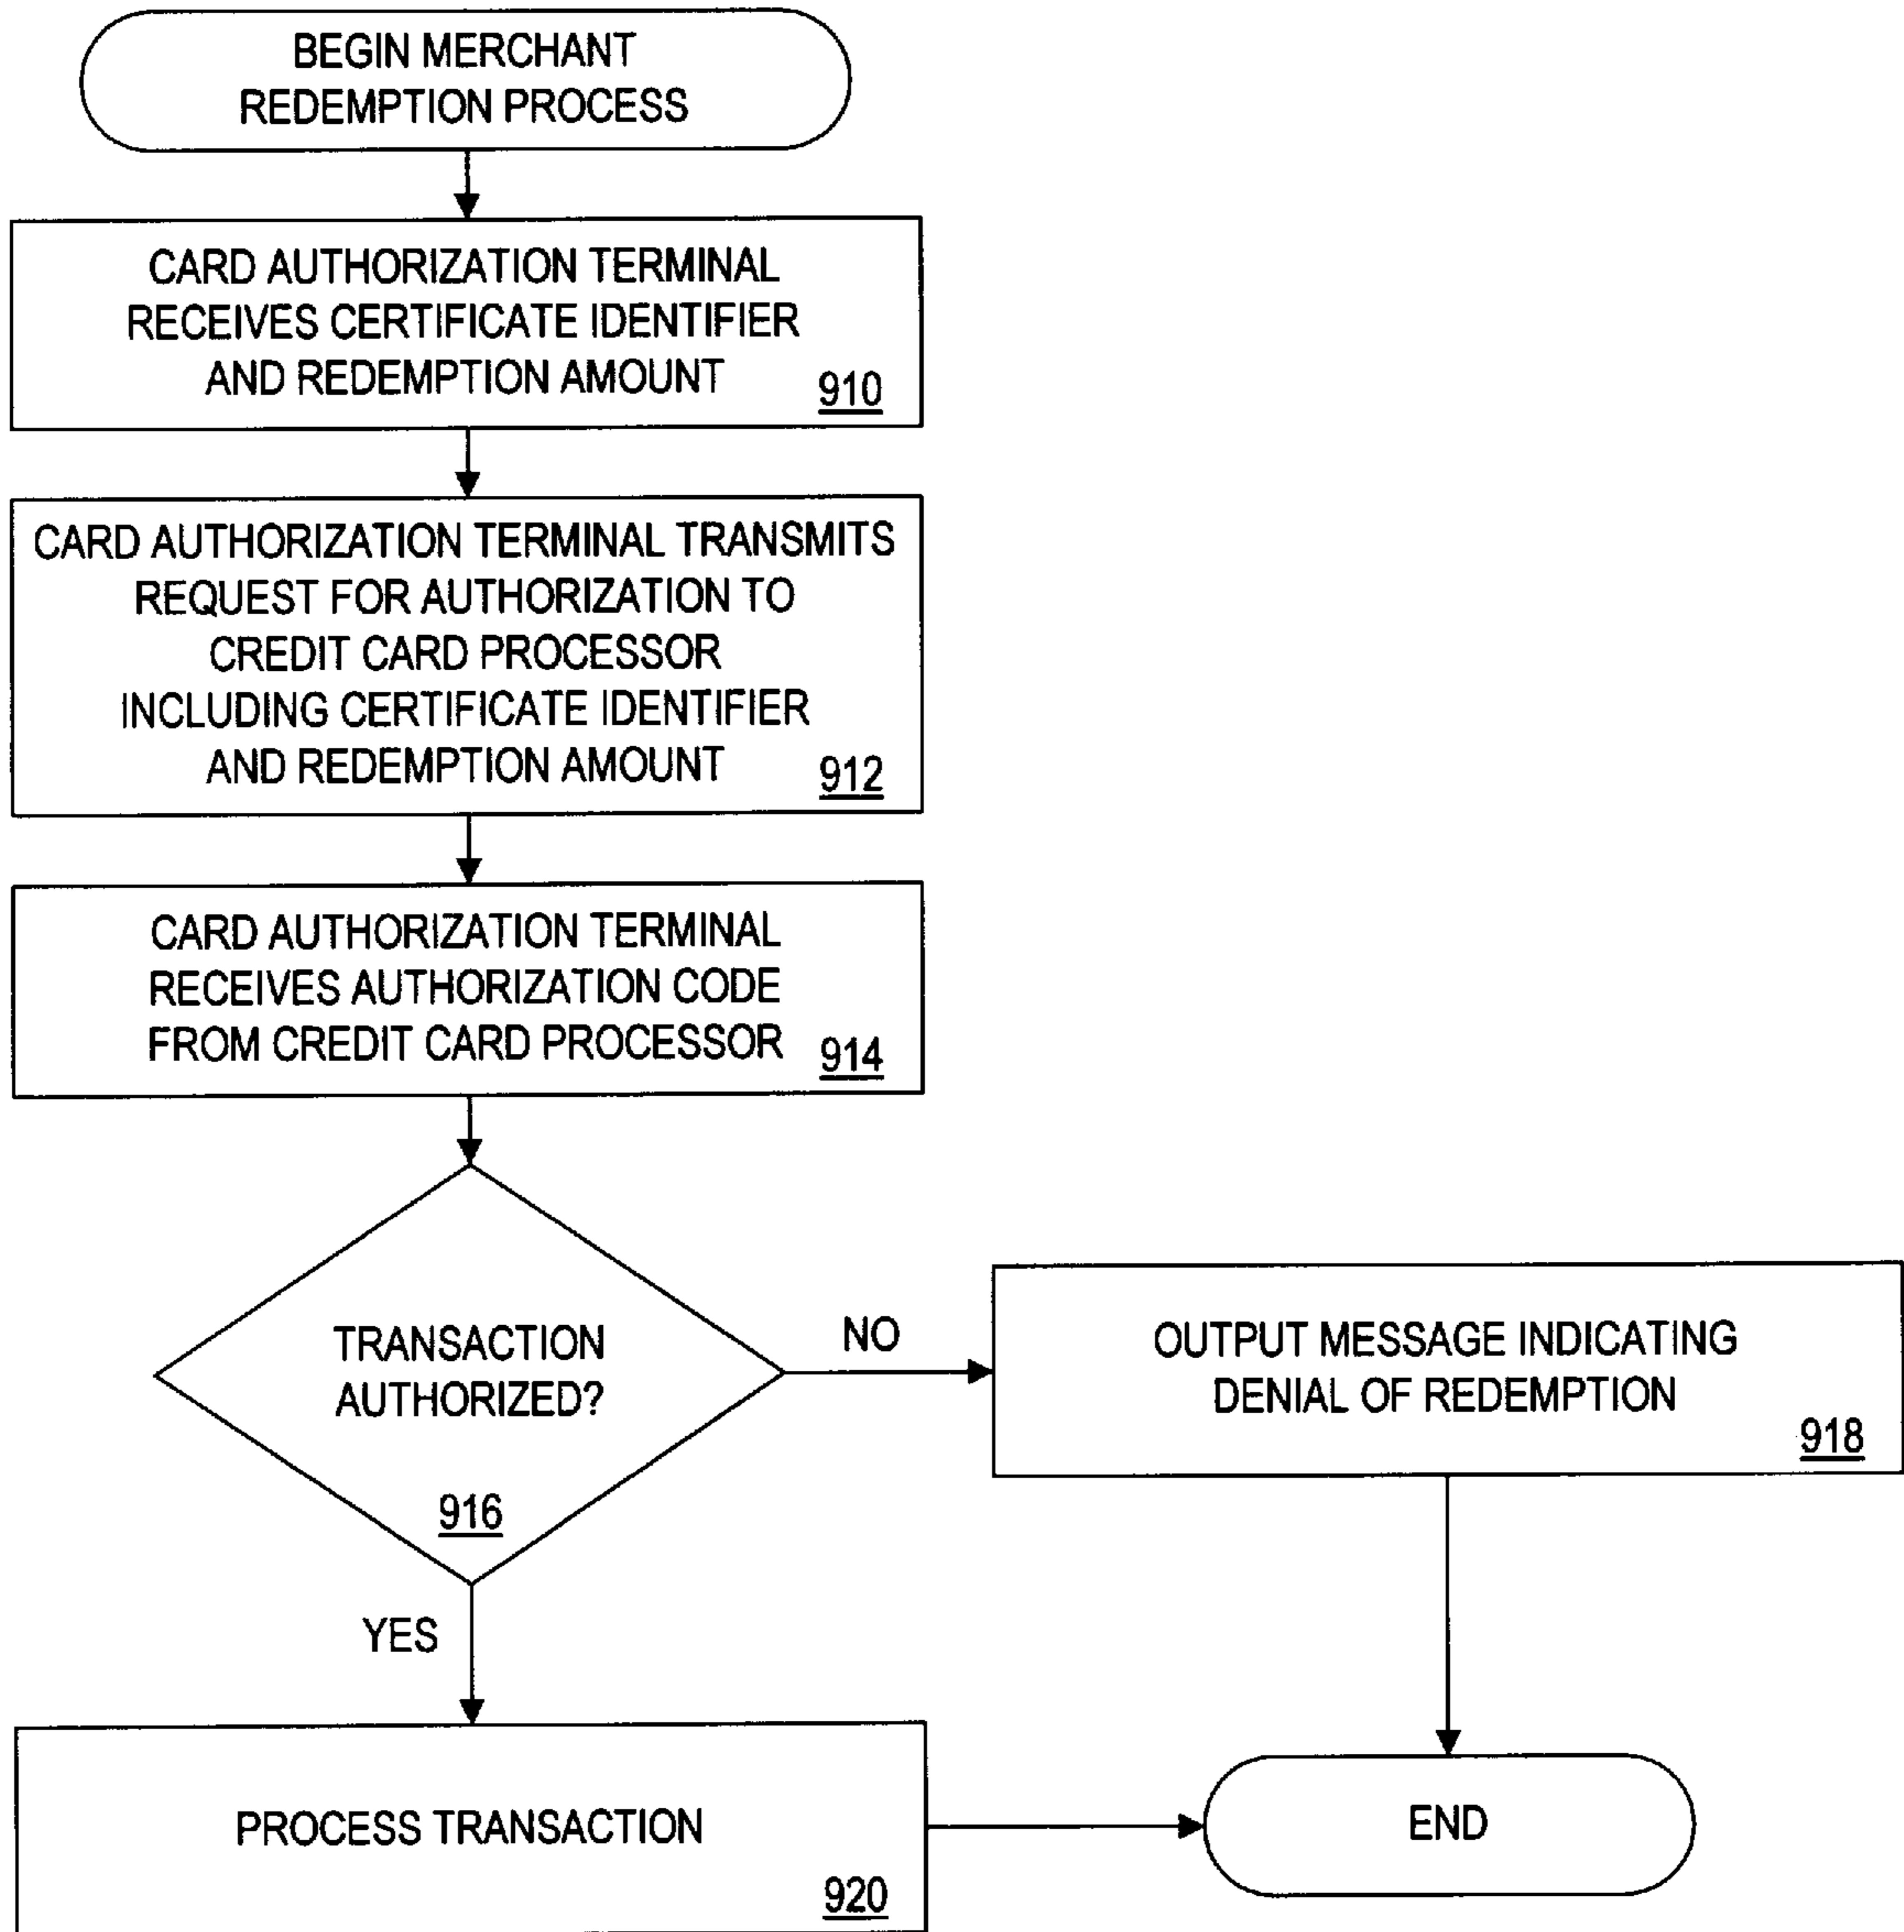 BEGIN MERCHANT
REDEMPTION PROCESS
CARD AUTHORIZATION TERMINAL
RECEIVES CERTIFICATE IDENTIFIER
AND REDEMPTION AMOUNT
910
CARD AUTHORIZATION TERMINAL TRANSMITS
REQUEST FOR AUTHORIZATION TO
CREDIT CARD PROCESSOR
INCLUDING CERTIFICATE IDENTIFIER
AND REDEMPTION AMOUNT
912
CARD AUTHORIZATION TERMINAL
RECEIVES AUTHORIZATION CODE
FROM CREDIT CARD PROCESSOR
914
TRANSACTION
AUTHORIZED?
916
NO
OUTPUT MESSAGE INDICATING
DENIAL OF REDEMPTION
918
YES
PROCESS TRANSACTION
920
END